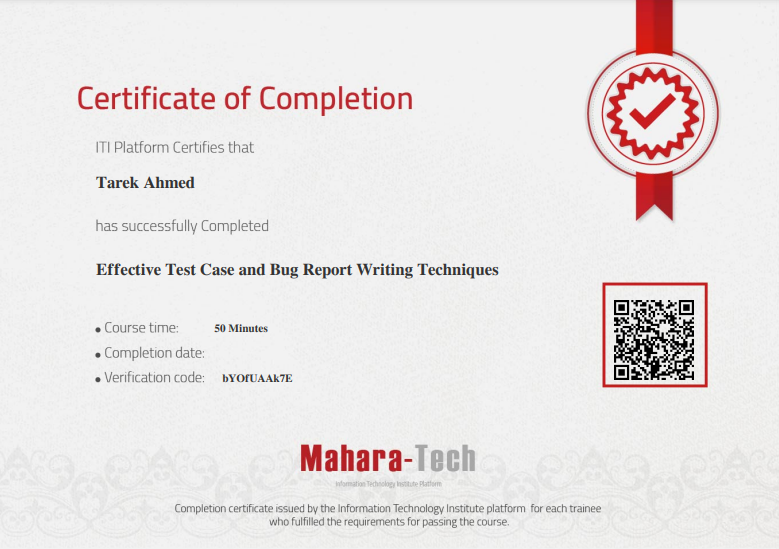 Certificate of Completion
ITI Platform Certifies that
Tarek Ahmed
has successfully Completed
Effective Test Case and Bug Report Writing Techniques
• Course time: 50 Minutes
• Completion date:
• Verification code: bYOfUAAk7E
Mahara-Tech
Information Technology Institute Platform
Completion certificate issued by the Information Technology Institute platform for each trainee
who fulfilled the requirements for passing the course.